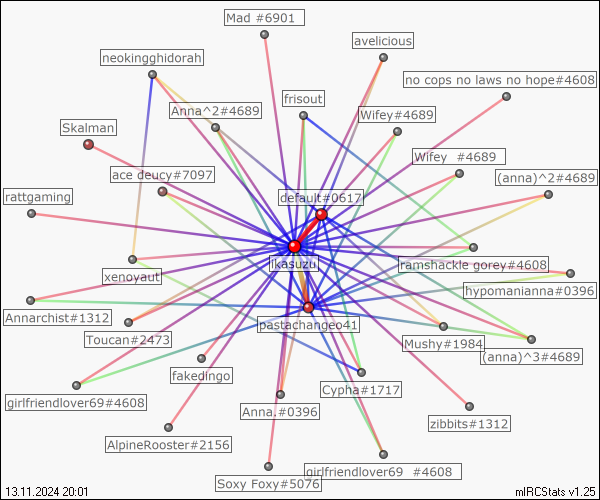 Mad #6901
avelicious
neokingghidorah
no cops no laws no hope#4608
frisout
Anna^2#4689
Wifey#4689
Skalman
Wifey  #4689
ace deucy#7097
(anna)^2#4689
rattgaming
default#0617
ikasuzu
ramshackle gorey#4608
xenoyaut
hypomanianna#0396
Annarchist#1312
pastachangeo41
Toucan#2473
Mushy#1984
(anna)^3#4689
fakedingo
Cypha#1717
girlfriendlover69#4608
Anna.#0396
zibbits#1312
AlpineRooster#2156
girlfriendlover69  #4608
Soxy Foxy#5076
13.11.2024 20:01
mIRCStats v1.25